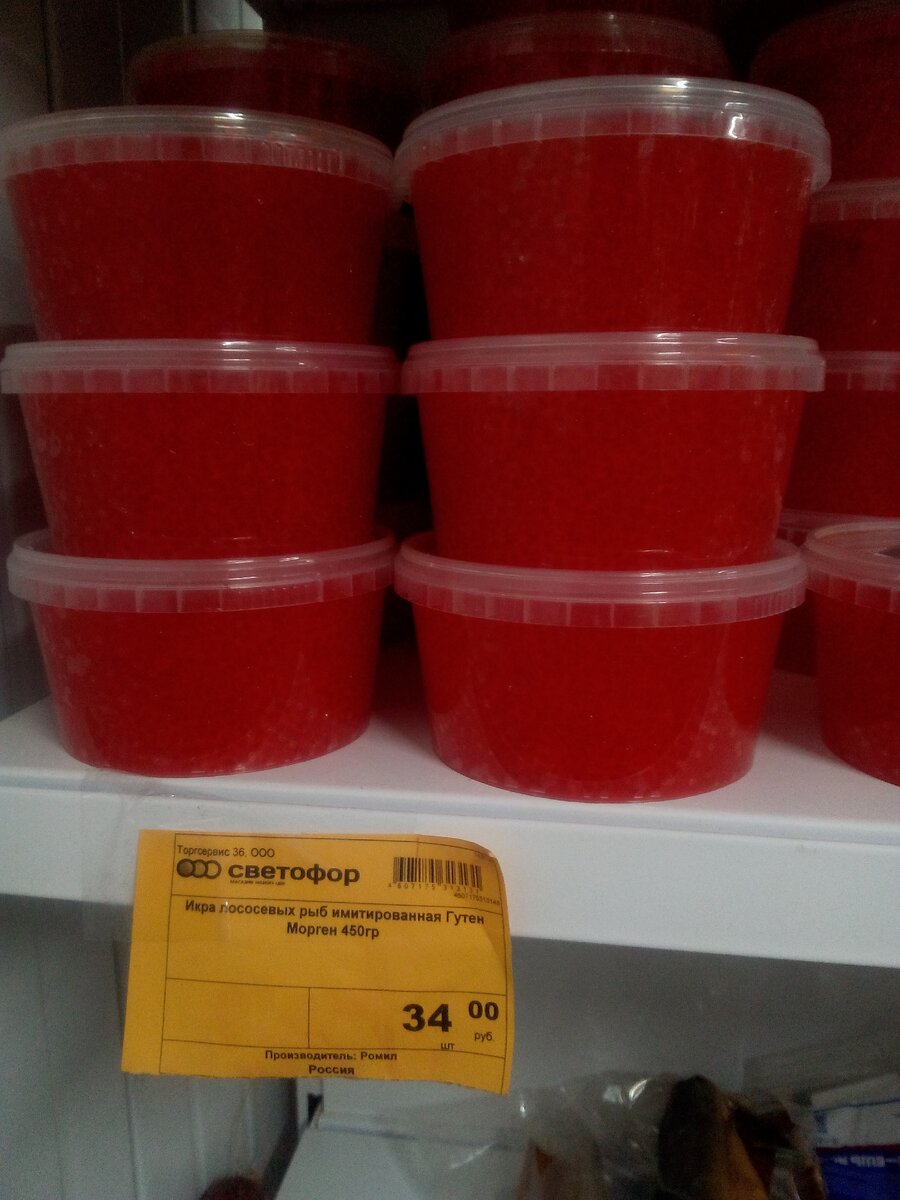 Торгсервис 36, ООО
светофор
Икра лососевых рыб имитированная Гутен
Морген 450гр
34 00
руб.
шт
Производитель: Ромил
Россия